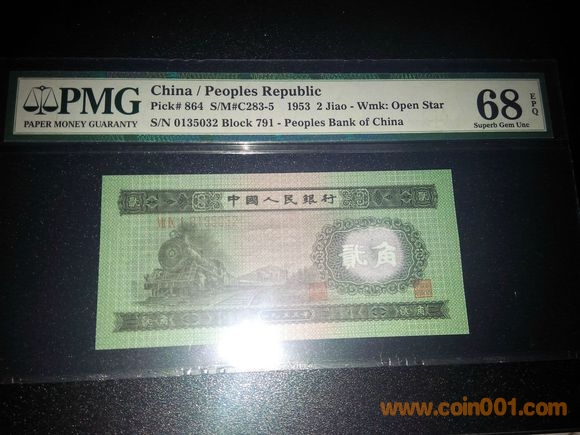 PMG
PAPER MONEY GUARANTY
China / Peoples Republic
Pick# 864 S/M#C283-5 1953 2 Jiao - Wmk: Open Star
S/N 0135032 Block 791 - Peoples Bank of China
68 EPQ
Superb Gem Unc
中國人民銀行
貳角
www.coin001.com